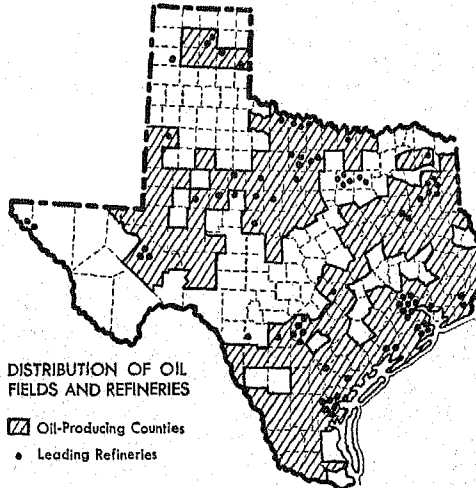 DISTRIBUTION OF OIL
FIELDS AND REFINERIES
Oil-Producing Counties
Leading Refineries